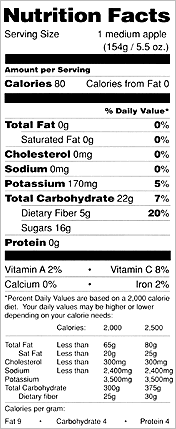 Nutrition Facts
Serving Size 1 medium apple
(154g / 5.5 oz.)
Amount per Serving
Calories 80 Calories from Fat 0
% Daily Value*
Total Fat 0g 0%
Saturated Fat 0g 0%
Cholesterol 0mg 0%
Sodium 0mg 0%
Potassium 170mg 5%
Total Carbohydrate 22g 7%
Dietary Fiber 5g 20%
Sugars 16g
Protein 0g
Vitamin A 2% • Vitamin C 8%
Calcium 0% • Iron 2%
*Percent Daily Values are based on a 2,000 calorie
diet. Your daily values may be higher or lower
depending on your calorie needs:
Calories: 2,000 2,500
Total Fat Less than 65g 80g
Sat Fat Less than 20g 25g
Cholesterol Less than 300mg 300mg
Sodium Less than 2,400mg 2,400mg
Potassium 3,500mg 3,500mg
Total Carbohydrate 300g 375g
Dietary fiber 25g 30g
Calories per gram:
Fat 9 • Carbohydrate 4 • Protein 4